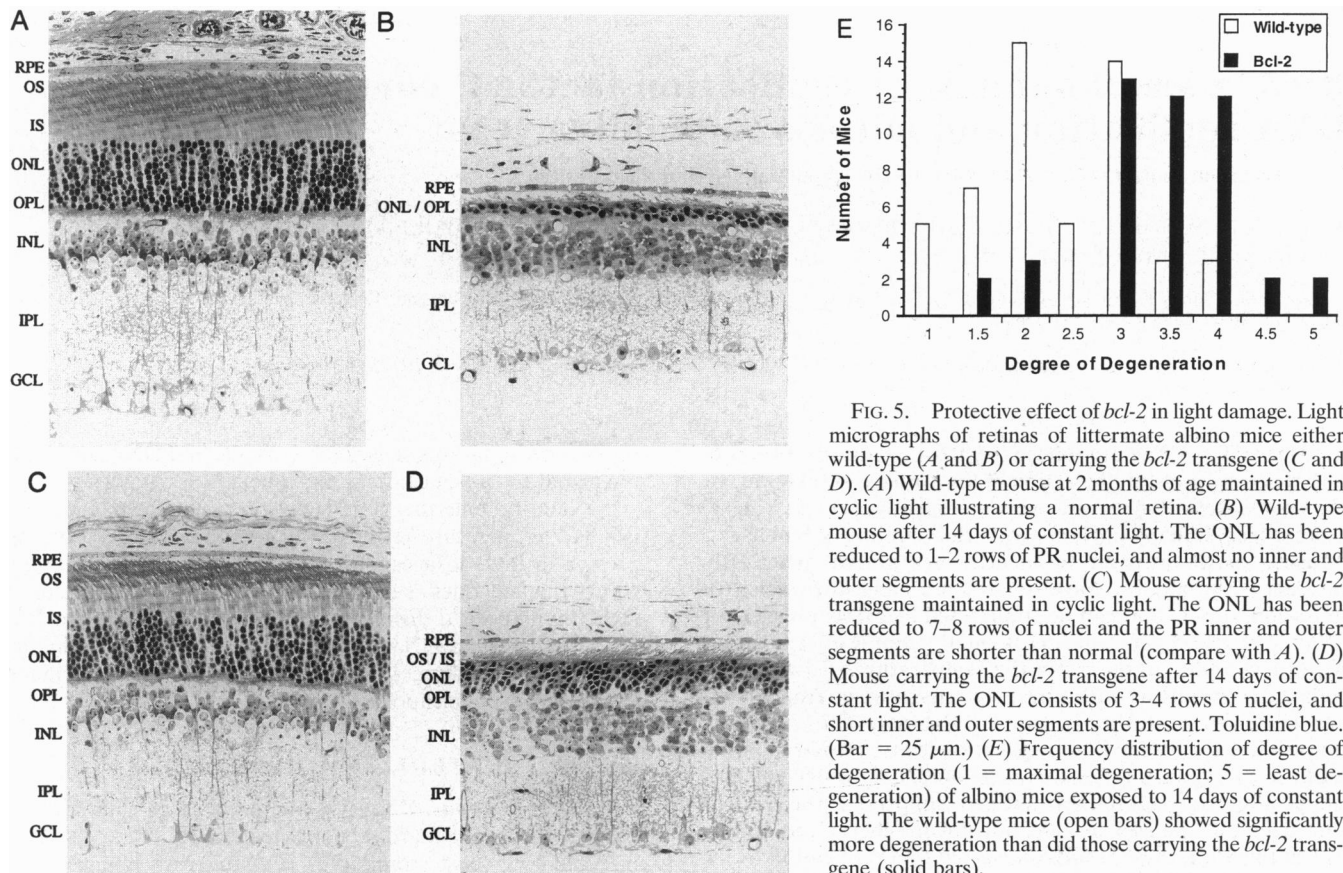 A
RPE
OS
IS
ONL
OPL
INL
IPL
GCL
B
RPE
ONL / OPL
INL
IPL
GCL
C
RPE
OS
IS
ONL
OPL
INL
IPL
GCL
D
RPE
OS / IS
ONL
OPL
INL
IPL
GCL
E
Wild-type
Bcl-2
Number of Mice
16
14
12
10
8
6
4
2
0
1 1.5 2 2.5 3 3.5 4 4.5 5
Degree of Degeneration
FIG. 5. Protective effect of bcl-2 in light damage. Light
micrographs of retinas of littermate albino mice either
wild-type (A and B) or carrying the bcl-2 transgene (C and
D). (A) Wild-type mouse at 2 months of age maintained in
cyclic light illustrating a normal retina. (B) Wild-type
mouse after 14 days of constant light. The ONL has been
reduced to 1–2 rows of PR nuclei, and almost no inner and
outer segments are present. (C) Mouse carrying the bcl-2
transgene maintained in cyclic light. The ONL has been
reduced to 7–8 rows of nuclei and the PR inner and outer
segments are shorter than normal (compare with A). (D)
Mouse carrying the bcl-2 transgene after 14 days of con-
stant light. The ONL consists of 3–4 rows of nuclei, and
short inner and outer segments are present. Toluidine blue.
(Bar = 25 μm.) (E) Frequency distribution of degree of
degeneration (1 = maximal degeneration; 5 = least de-
generation) of albino mice exposed to 14 days of constant
light. The wild-type mice (open bars) showed significantly
more degeneration than did those carrying the bcl-2 trans-
gene (solid bars).